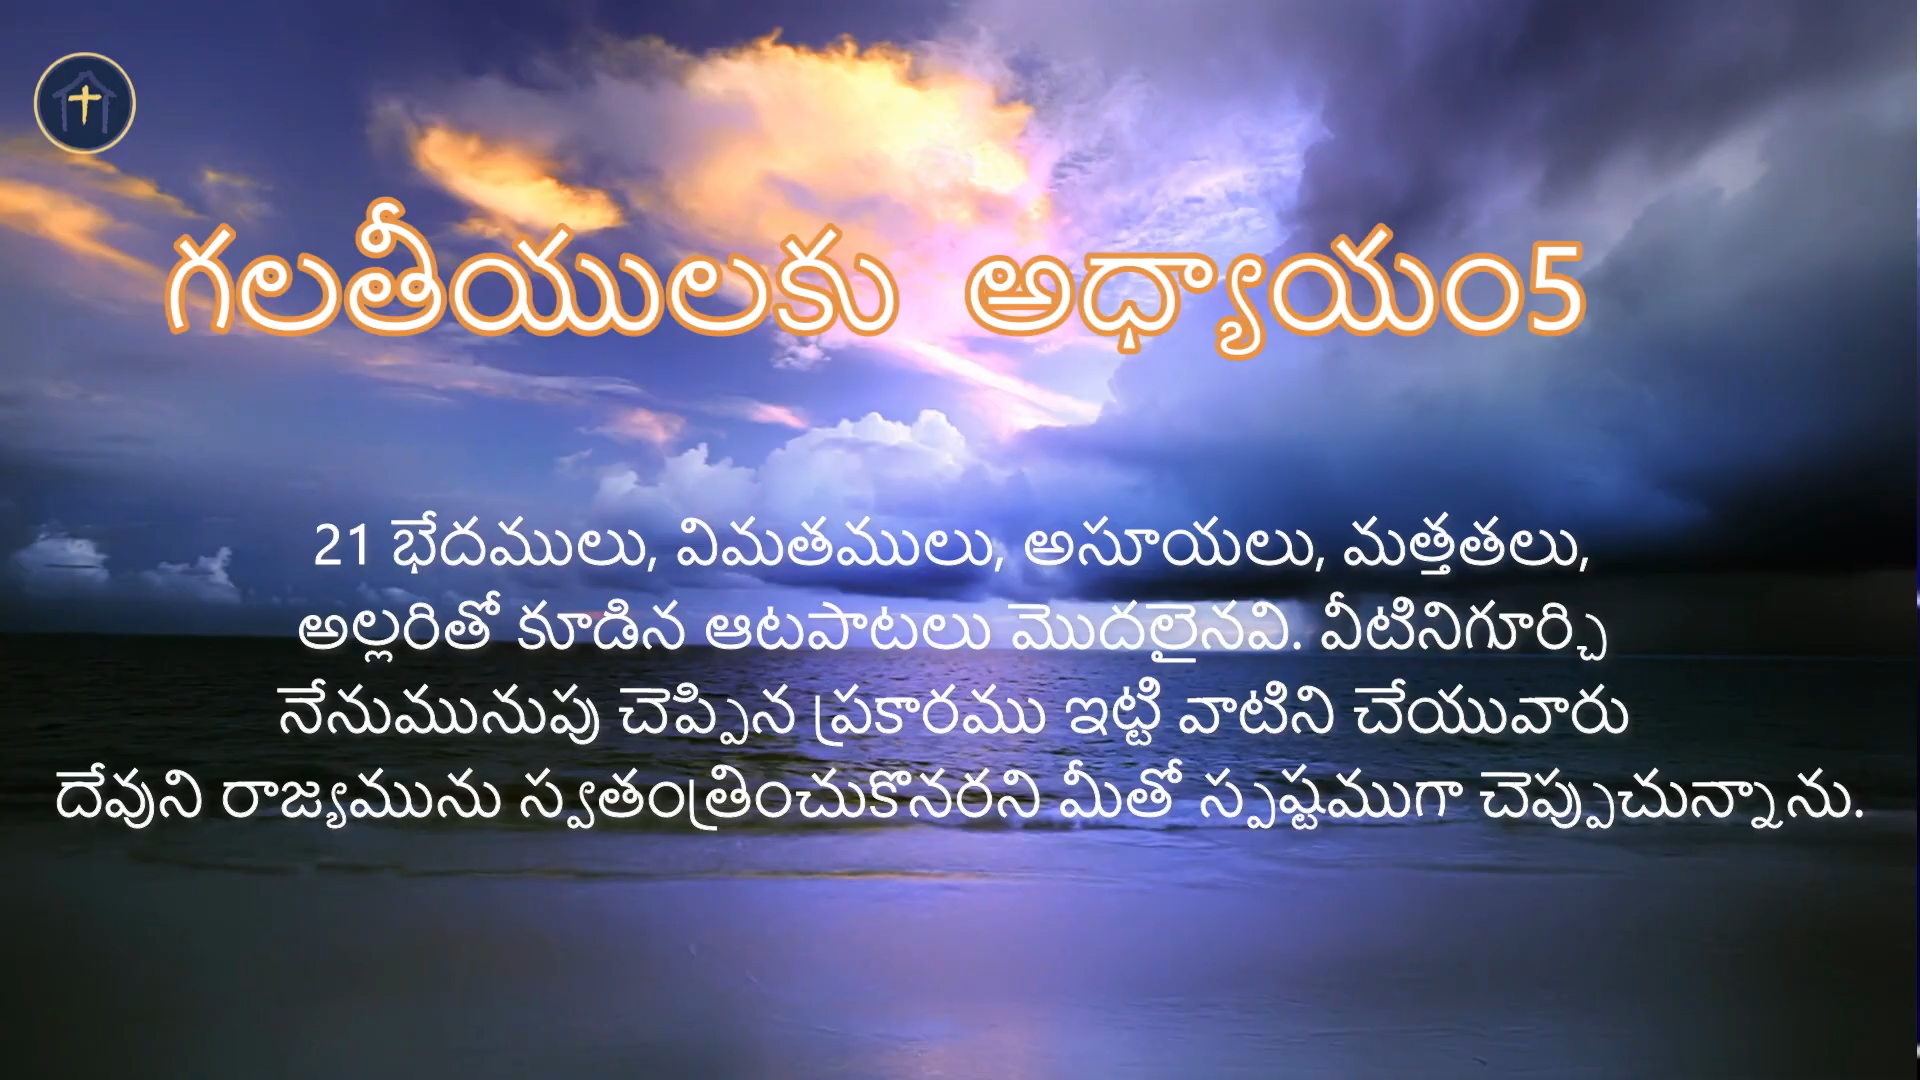 గలతీయులకు అధ్యాయం5
21 భేదములు, విమతములు, అసూయలు, మత్తతలు,
అల్లరితో కూడిన ఆటపాటలు మొదలైనవి. వీటినిగూర్చి
నేనుమునుపు చెప్పిన ప్రకారము ఇట్టి వాటిని చేయువారు
దేవుని రాజ్యమును స్వతంత్రించుకొనరని మీతో స్పష్టముగా చెప్పుచున్నాను.